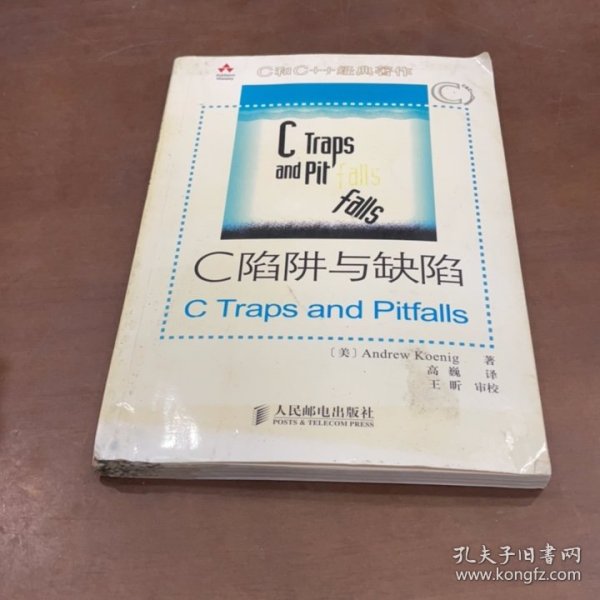 C和C++经典著作
C Traps
and Pit falls
falls
C陷阱与缺陷
C Traps and Pitfalls
〔美〕Andrew Koenig 著
高 巍 译
王 昕 审校
人民邮电出版社
POSTS & TELECOM PRESS
孔夫子旧书网
www.kongfz.com